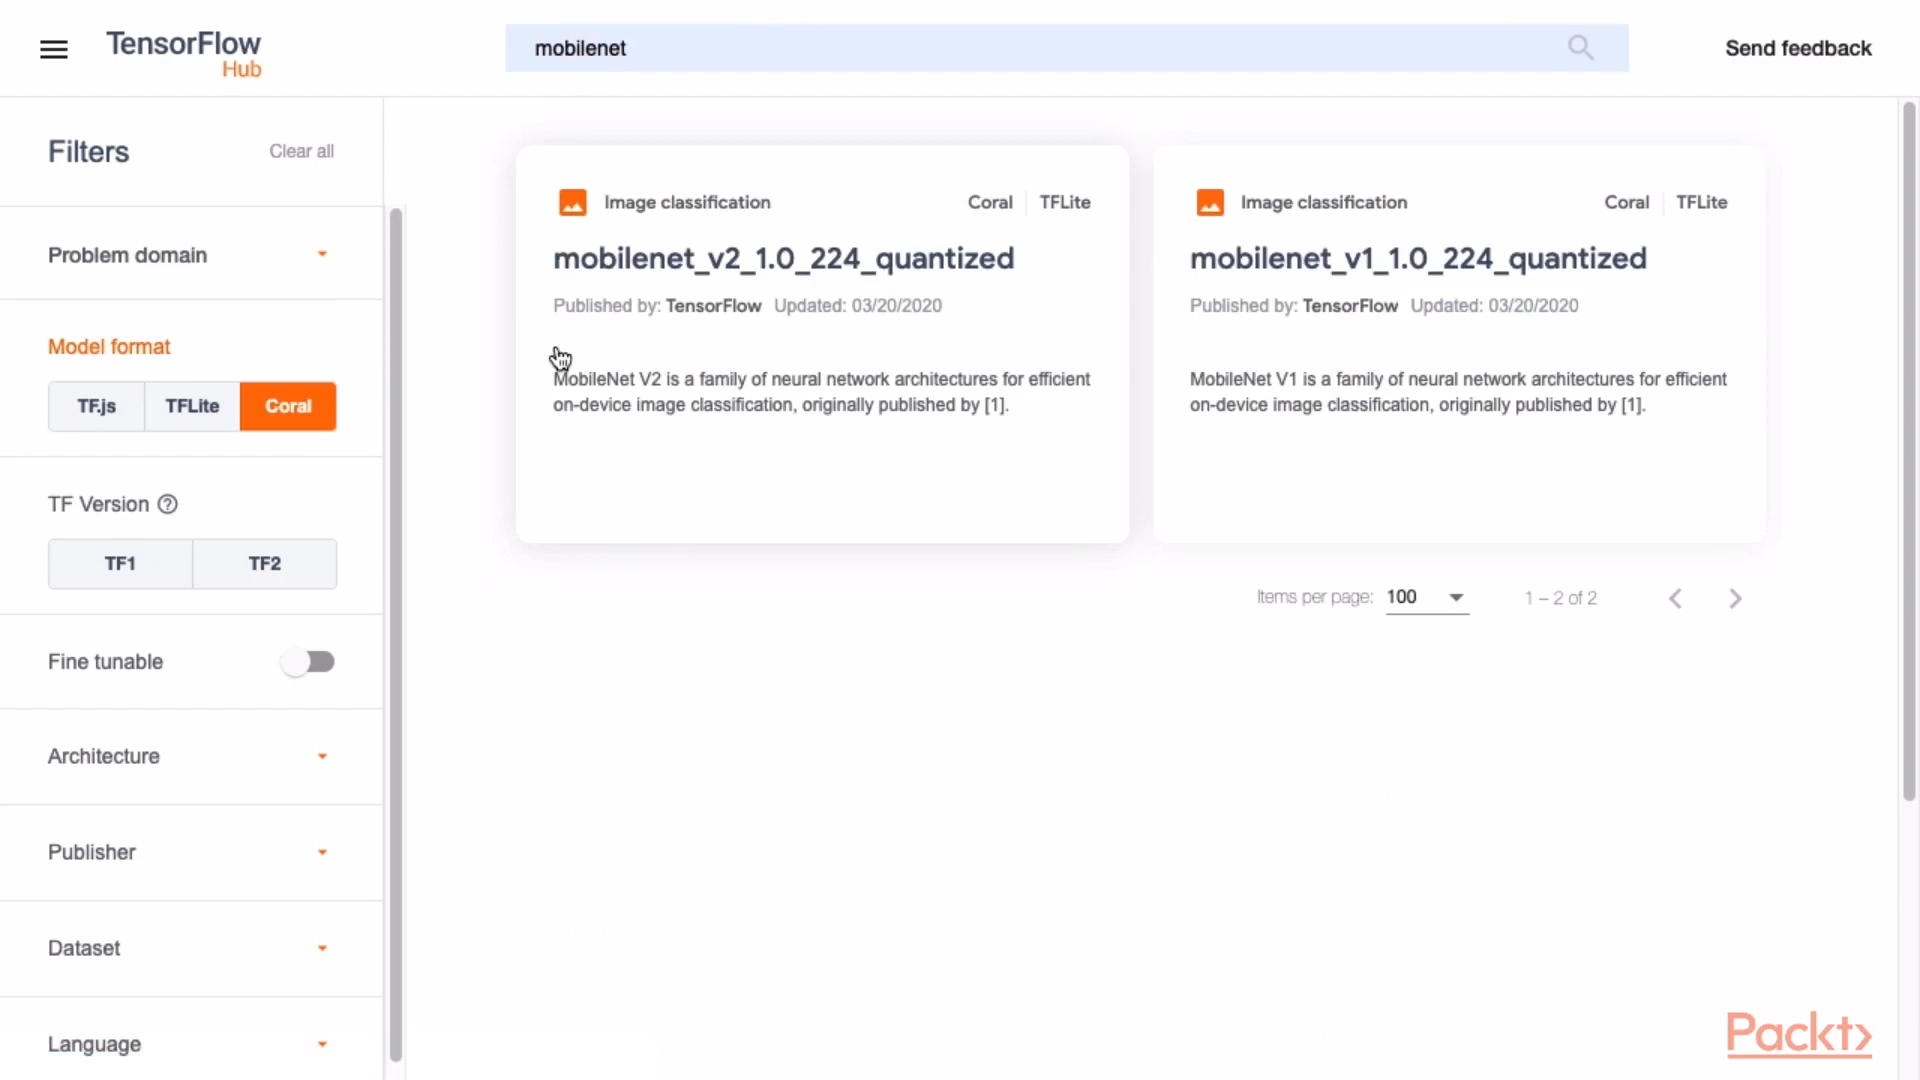 TensorFlow
Hub
mobilenet
Send feedback
Filters
Clear all
Problem domain
Model format
TF.js
TFLite
Coral
TF Version
TF1
TF2
Fine tunable
Architecture
Publisher
Dataset
Language
Image classification
Coral
TFLite
mobilenet_v2_1.0_224_quantized
Published by: TensorFlow Updated: 03/20/2020
MobileNet V2 is a family of neural network architectures for efficient
on-device image classification, originally published by [1].
Image classification
Coral
TFLite
mobilenet_v1_1.0_224_quantized
Published by: TensorFlow Updated: 03/20/2020
MobileNet V1 is a family of neural network architectures for efficient
on-device image classification, originally published by [1].
Items per page: 100
1 – 2 of 2
Packt